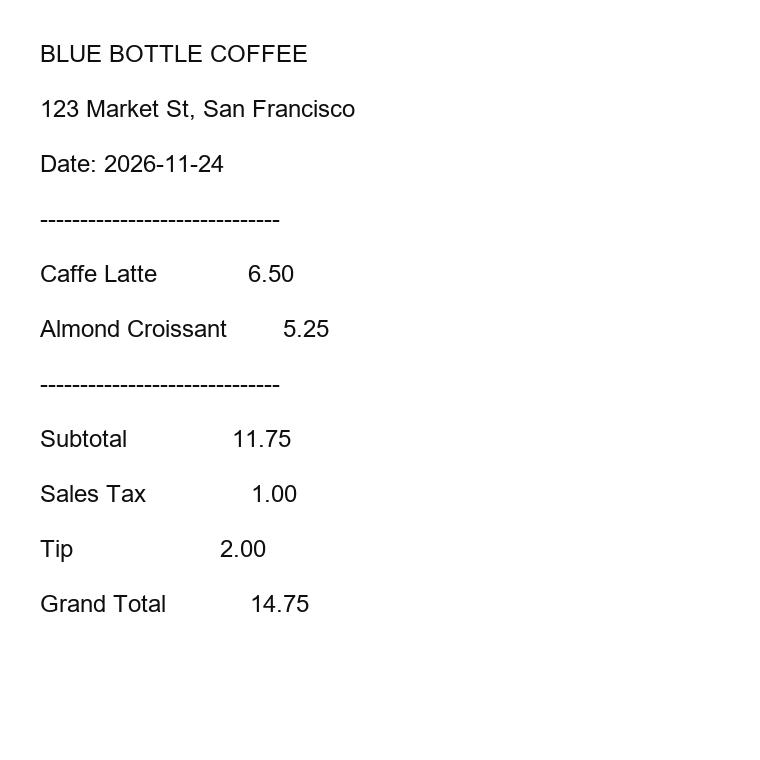 BLUE BOTTLE COFFEE
123 Market St, San Francisco
Date: 2026-11-24
------------------------------
Caffe Latte 6.50
Almond Croissant 5.25
------------------------------
Subtotal 11.75
Sales Tax 1.00
Tip 2.00
Grand Total 14.75